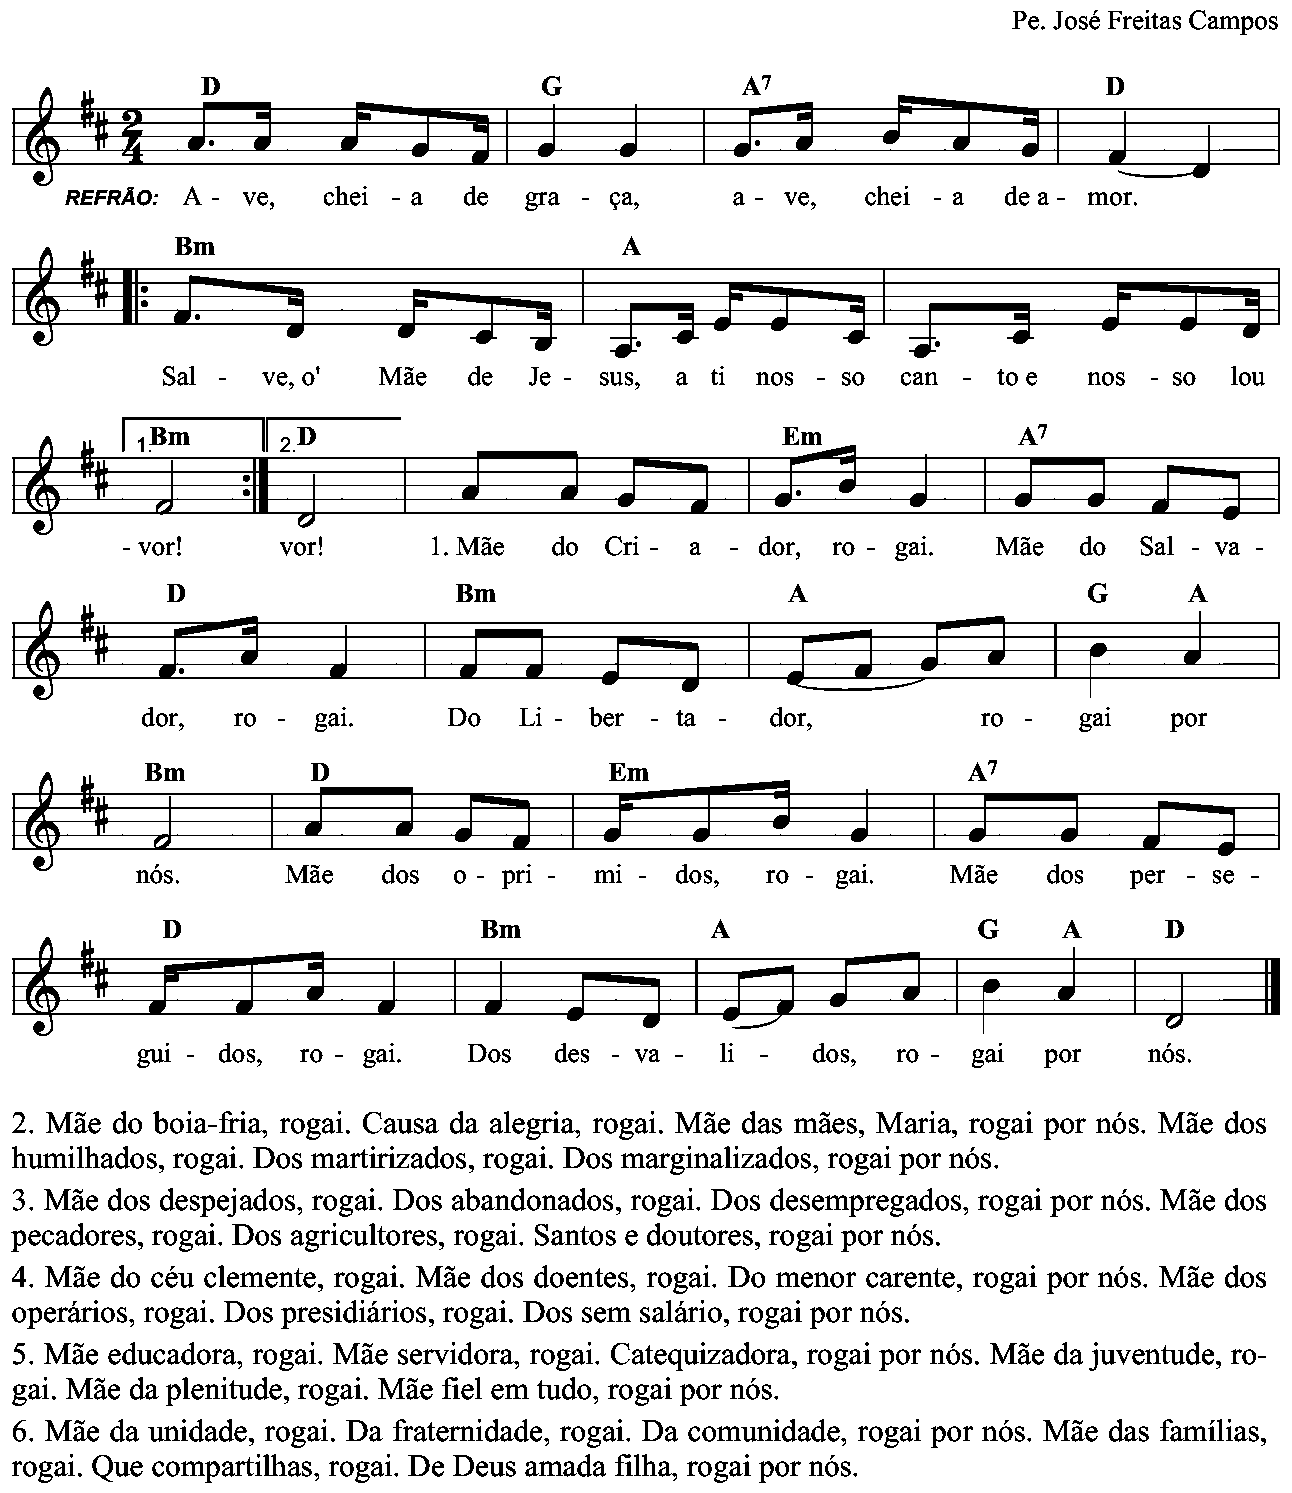 Pe. José Freitas Campos
D G A7 D
2/4
REFRÃO: A - ve, chei - a de gra - ça, a - ve, chei - a de a - mor.
Bm A
Sal - ve, o' Mãe de Je - sus, a ti nos - so can - to e nos - so lou
1. Bm 2. D Em A7
- vor! vor! 1. Mãe do Cri - a - dor, ro - gai. Mãe do Sal - va -
D Bm A G A
dor, ro - gai. Do Li - ber - ta - dor, ro - gai por
Bm D Em A7
nós. Mãe dos o - pri - mi - dos, ro - gai. Mãe dos per - se -
D Bm A G A D
gui - dos, ro - gai. Dos des - va - li - dos, ro - gai por nós.
2. Mãe do boia-fria, rogai. Causa da alegria, rogai. Mãe das mães, Maria, rogai por nós. Mãe dos
humilhados, rogai. Dos martirizados, rogai. Dos marginalizados, rogai por nós.
3. Mãe dos despejados, rogai. Dos abandonados, rogai. Dos desempregados, rogai por nós. Mãe dos
pecadores, rogai. Dos agricultores, rogai. Santos e doutores, rogai por nós.
4. Mãe do céu clemente, rogai. Mãe dos doentes, rogai. Do menor carente, rogai por nós. Mãe dos
operários, rogai. Dos presidiários, rogai. Dos sem salário, rogai por nós.
5. Mãe educadora, rogai. Mãe servidora, rogai. Catequizadora, rogai por nós. Mãe da juventude, ro-
gai. Mãe da plenitude, rogai. Mãe fiel em tudo, rogai por nós.
6. Mãe da unidade, rogai. Da fraternidade, rogai. Da comunidade, rogai por nós. Mãe das famílias,
rogai. Que compartilhas, rogai. De Deus amada filha, rogai por nós.